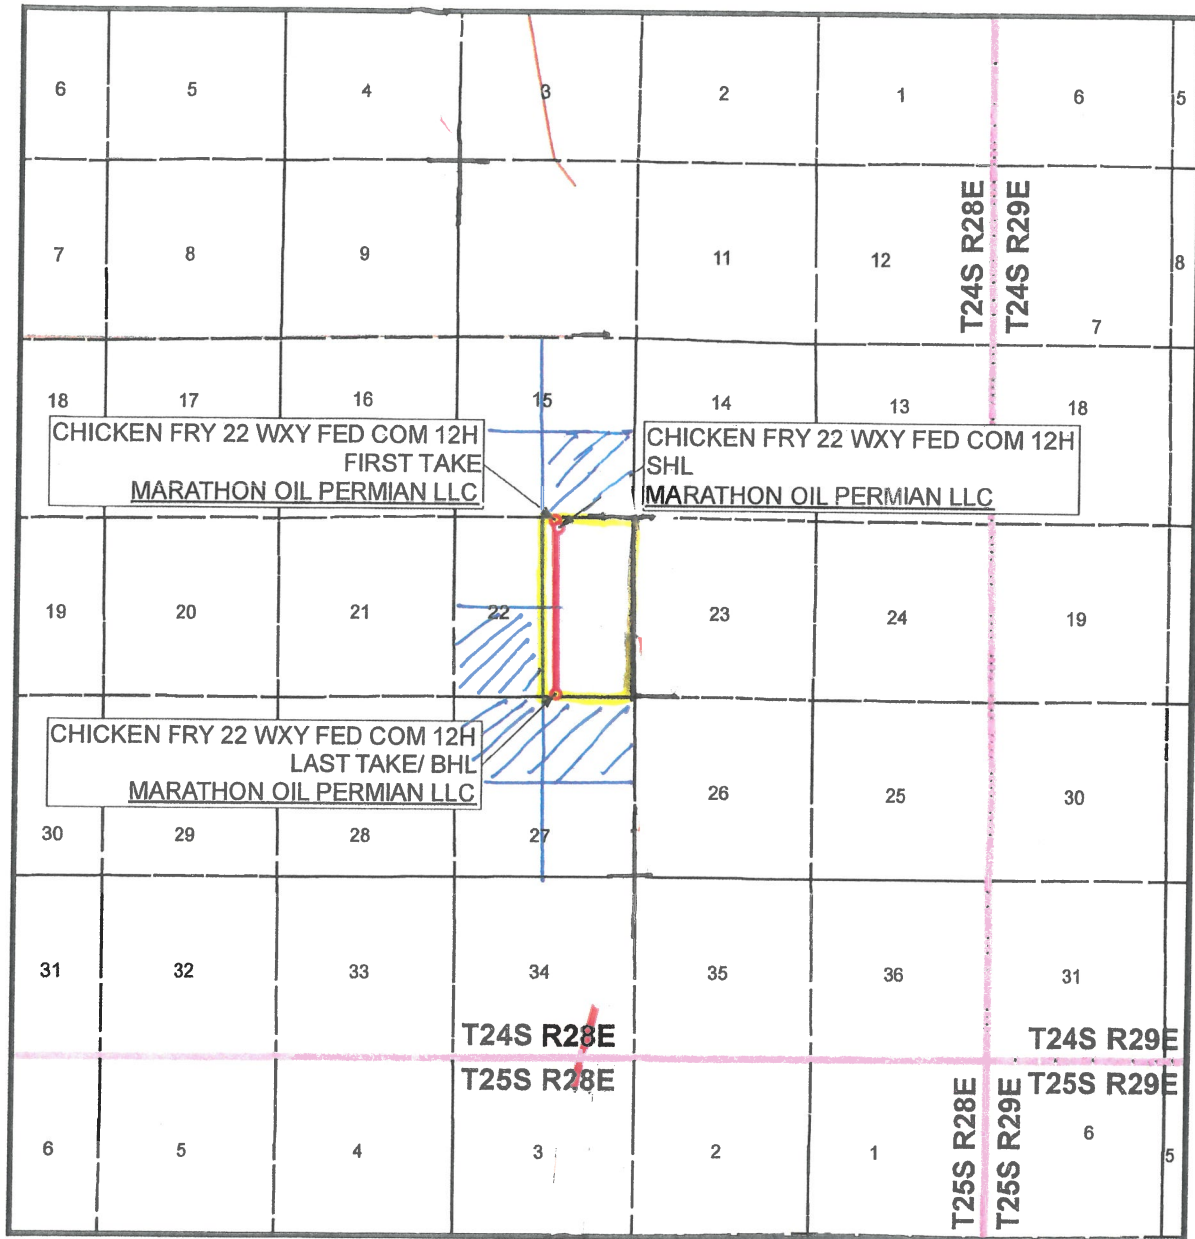 6 5 4 3 2 1 6 5
T24S R28E
T24S R29E
7 8 9 11 12 8
7
18 17 16 15 14 13 18
CHICKEN FRY 22 WXY FED COM 12H
FIRST TAKE
MARATHON OIL PERMIAN LLC
CHICKEN FRY 22 WXY FED COM 12H
SHL
MARATHON OIL PERMIAN LLC
19 20 21 22 23 24 19
CHICKEN FRY 22 WXY FED COM 12H
LAST TAKE/ BHL
MARATHON OIL PERMIAN LLC
26 25 30
30 29 28 27
31 32 33 34 35 36 31
T24S R28E
T24S R29E
T25S R28E
T25S R29E
T25S R28E
T25S R29E
6 5 4 3 2 1 6 5